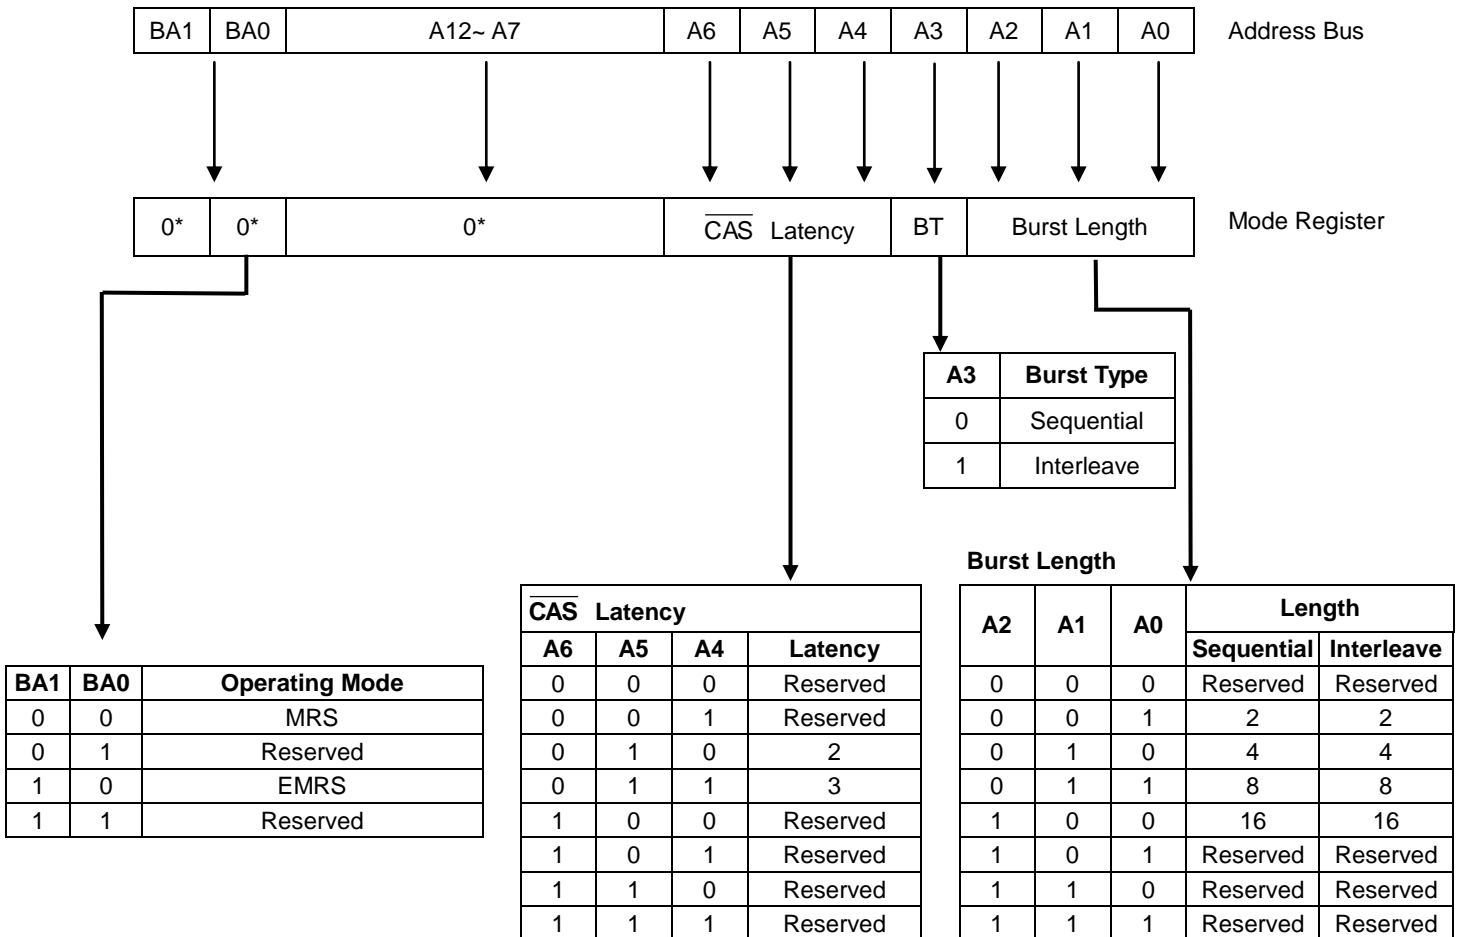 BA1 BA0 A12~ A7 A6 A5 A4 A3 A2 A1 A0 Address Bus
0* 0* 0* CAS Latency BT Burst Length Mode Register
A3 Burst Type
0 Sequential
1 Interleave
BA1 BA0 Operating Mode
0 0 MRS
0 1 Reserved
1 0 EMRS
1 1 Reserved
CAS Latency
A6 A5 A4 Latency
0 0 0 Reserved
0 0 1 Reserved
0 1 0 2
0 1 1 3
1 0 0 Reserved
1 0 1 Reserved
1 1 0 Reserved
1 1 1 Reserved
Burst Length
A2 A1 A0 Length
Sequential Interleave
0 0 0 Reserved Reserved
0 0 1 2 2
0 1 0 4 4
0 1 1 8 8
1 0 0 16 16
1 0 1 Reserved Reserved
1 1 0 Reserved Reserved
1 1 1 Reserved Reserved